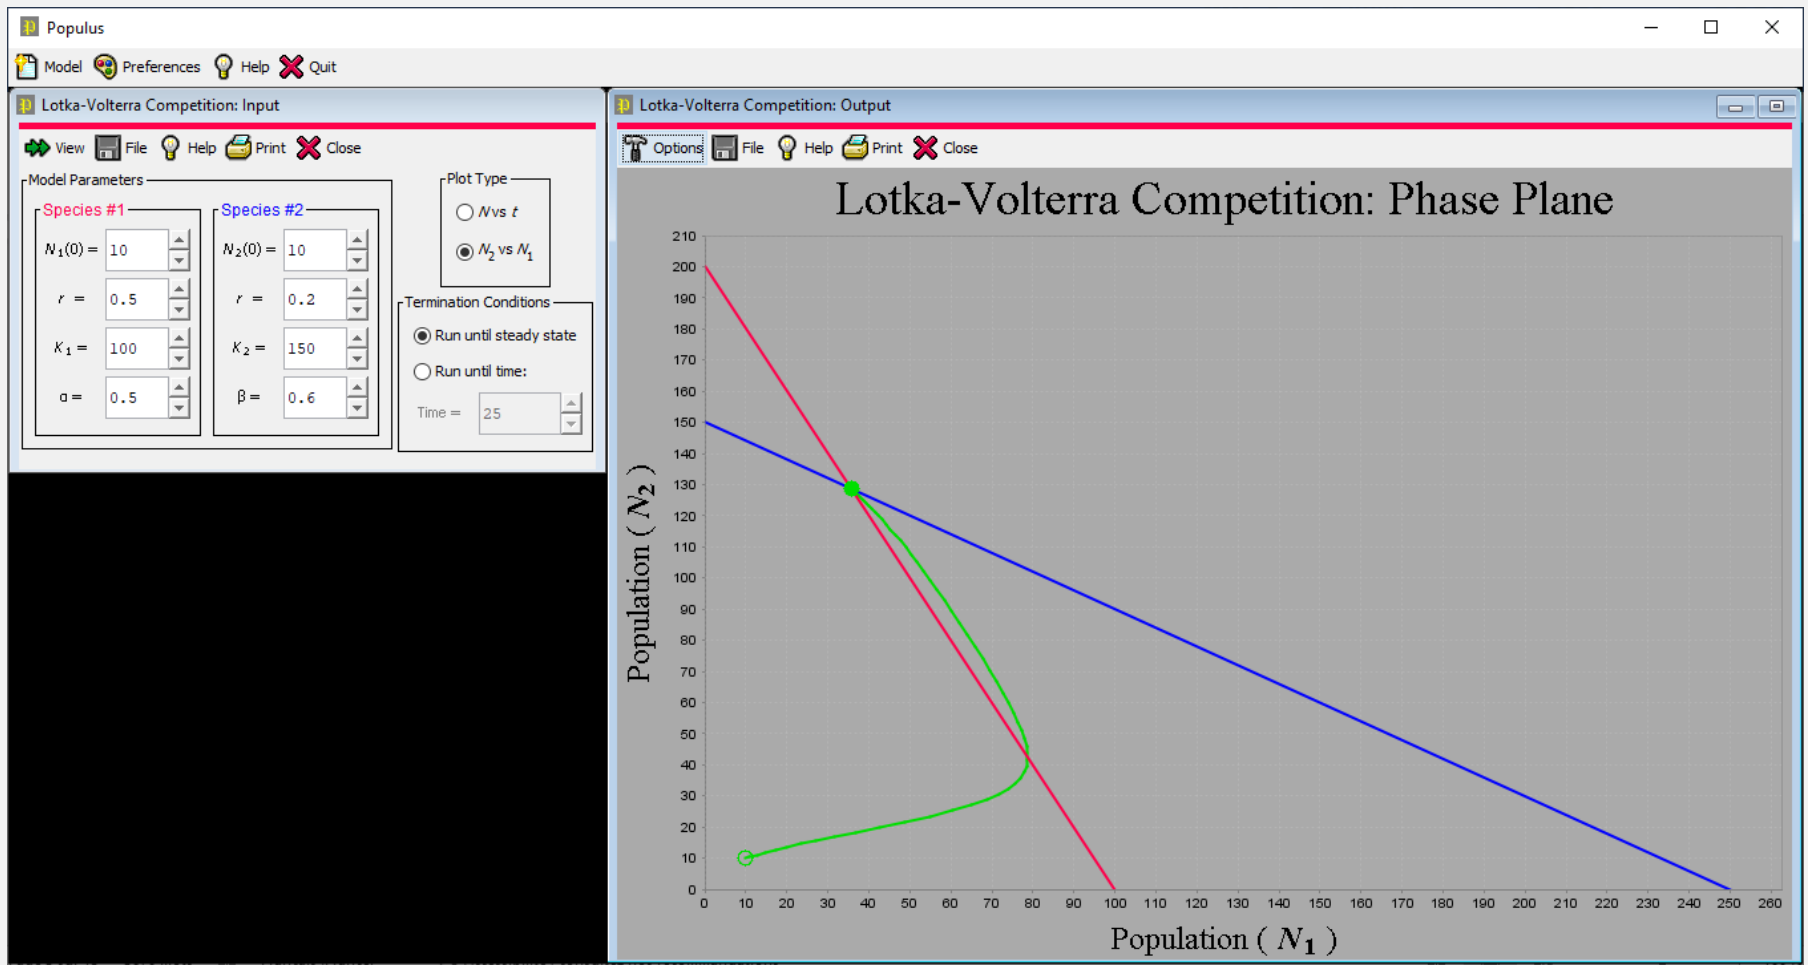 Populus
Model Preferences Help Quit
Lotka-Volterra Competition: Input
View File Help Print Close
Model Parameters
Species #1
N₁(0) = 10
r = 0.5
K₁ = 100
α = 0.5
Species #2
N₂(0) = 10
r = 0.2
K₂ = 150
β = 0.6
Plot Type
N vs t
N₂ vs N₁
Termination Conditions
Run until steady state
Run until time:
Time = 25
Lotka-Volterra Competition: Output
Options File Help Print Close
Lotka-Volterra Competition: Phase Plane
210
200
190
180
170
160
150
140
130
120
110
100
90
80
70
60
50
40
30
20
10
0
Population ( N₂ )
0 10 20 30 40 50 60 70 80 90 100 110 120 130 140 150 160 170 180 190 200 210 220 230 240 250 260
Population ( N₁ )